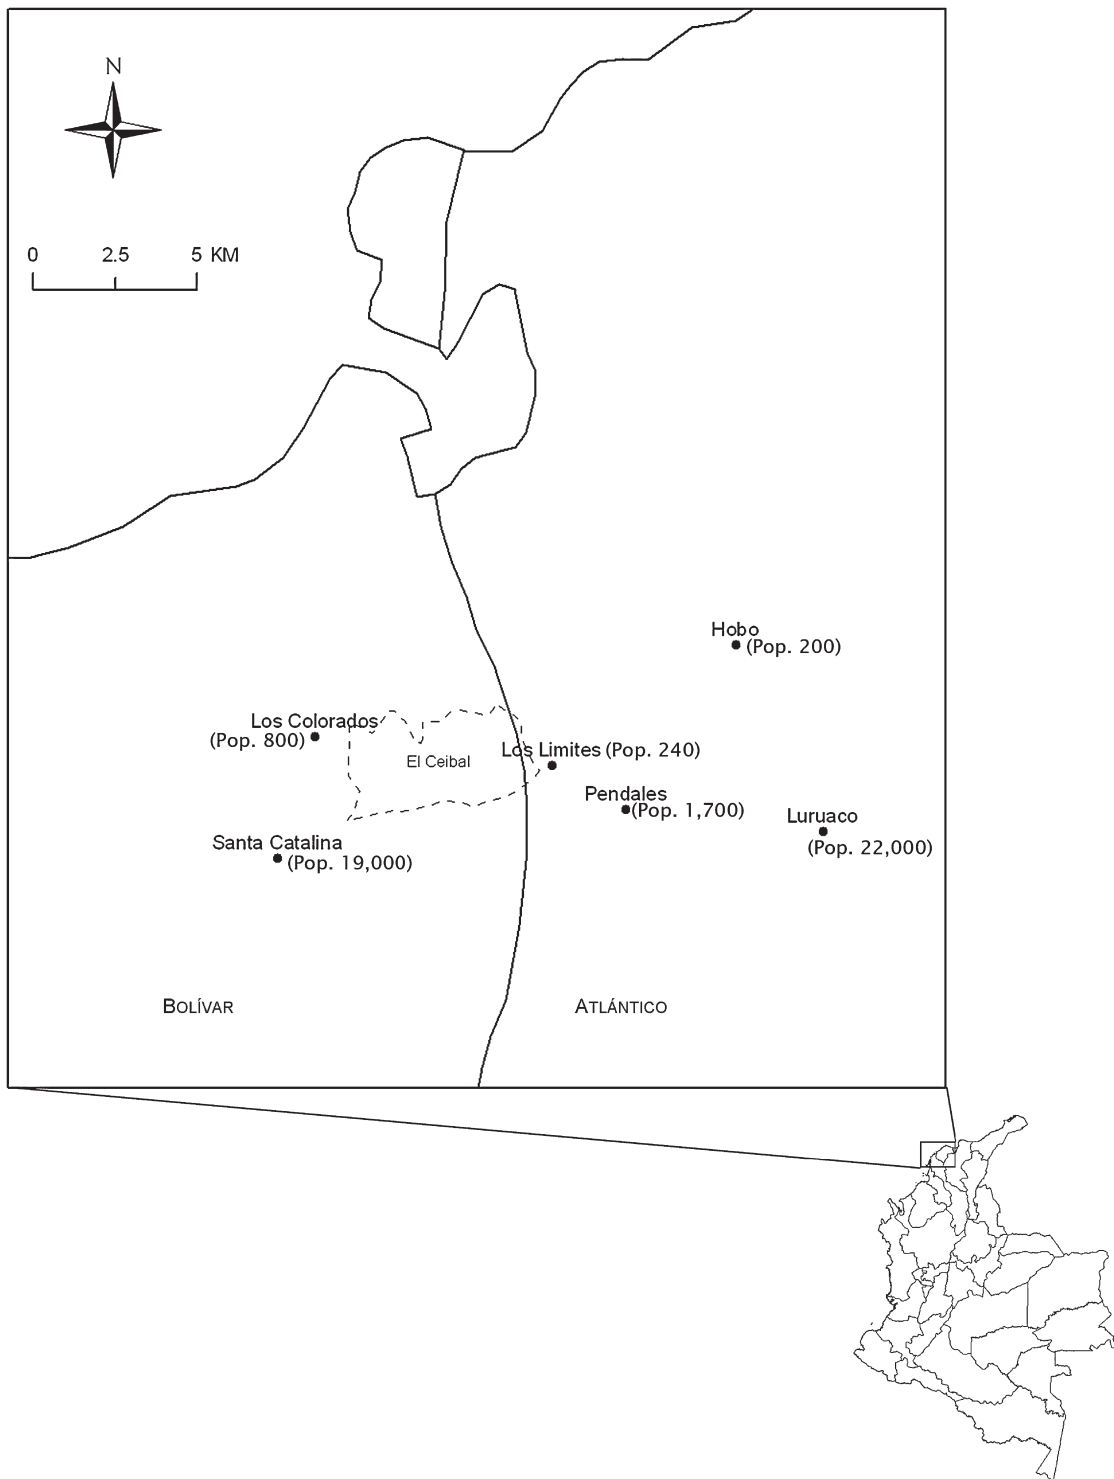 N
0 2.5 5 KM
Hobo
(Pop. 200)
Los Colorados
(Pop. 800)
El Ceibal
Los Limites (Pop. 240)
Pendales
(Pop. 1,700)
Luruaco
(Pop. 22,000)
Santa Catalina
(Pop. 19,000)
BOLÍVAR
ATLÁNTICO